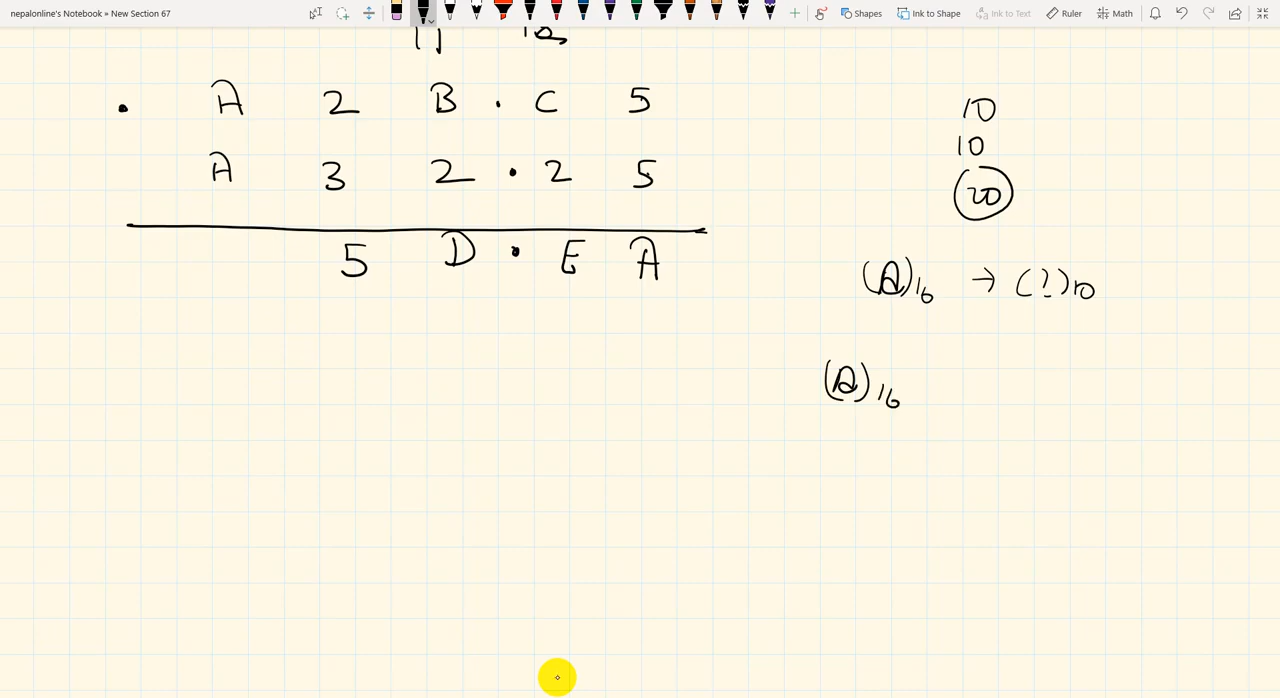 nepalonline's Notebook » New Section 67
Shapes Ink to Shape Ink to Text Ruler Math
. A 2 B . C 5
A 3 2 . 2 5
5 D . E A
10
10
20
(A)16 → (?)10
(A)16